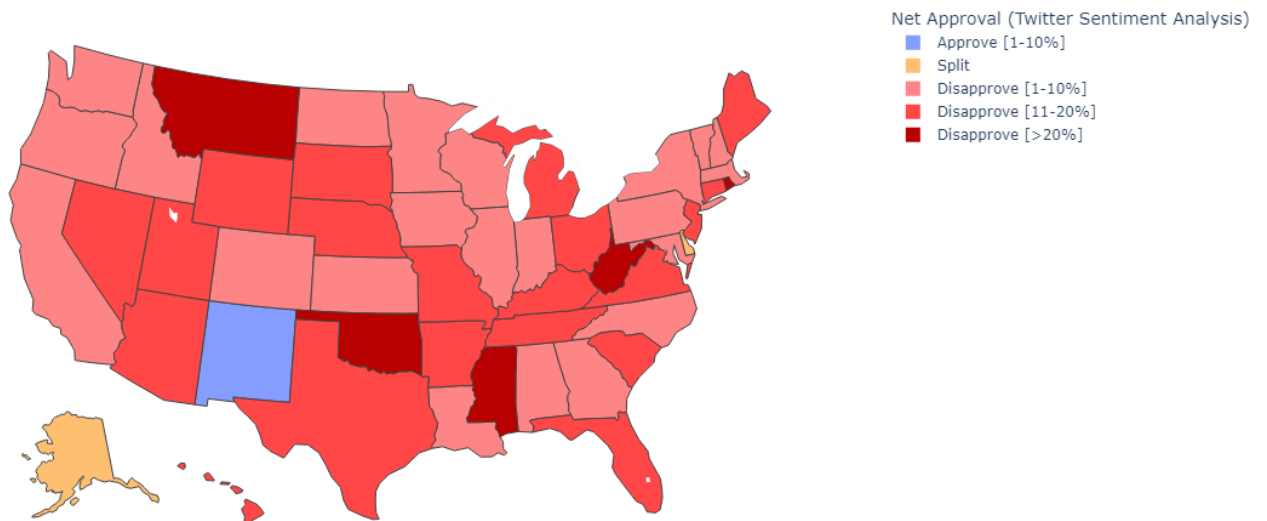 Net Approval (Twitter Sentiment Analysis)
Approve [1-10%]
Split
Disapprove [1-10%]
Disapprove [11-20%]
Disapprove [>20%]